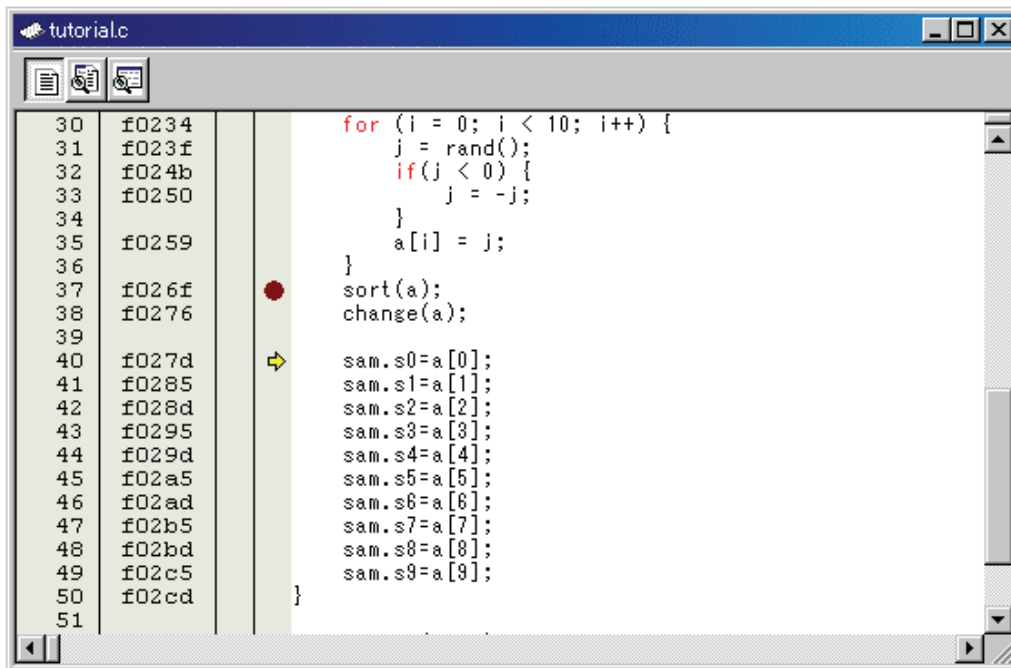 tutorial.c
30 f0234 for (i = 0; i < 10; i++) {
31 f023f j = rand();
32 f024b if(j < 0) {
33 f0250 j = -j;
34 }
35 f0259 a[i] = j;
36 }
37 f026f sort(a);
38 f0276 change(a);
39
40 f027d sam.s0=a[0];
41 f0285 sam.s1=a[1];
42 f028d sam.s2=a[2];
43 f0295 sam.s3=a[3];
44 f029d sam.s4=a[4];
45 f02a5 sam.s5=a[5];
46 f02ad sam.s6=a[6];
47 f02b5 sam.s7=a[7];
48 f02bd sam.s8=a[8];
49 f02c5 sam.s9=a[9];
50 f02cd }
51